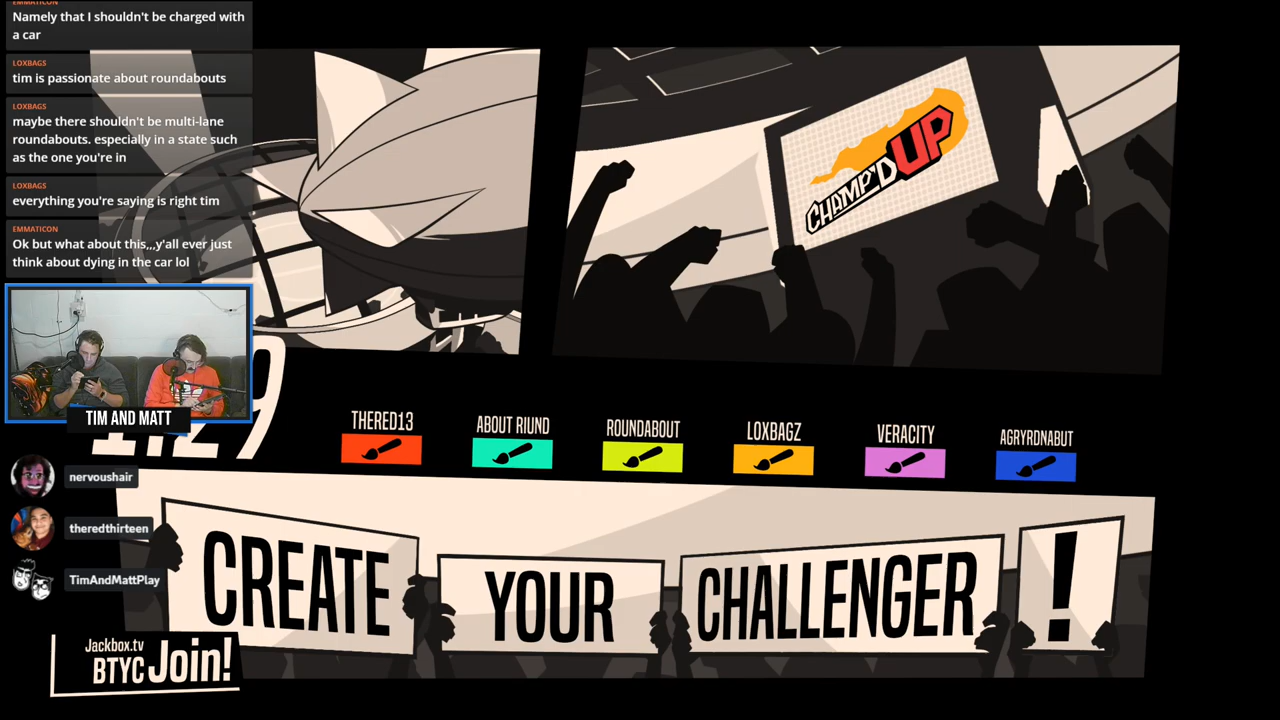 EMMATICON
Namely that I shouldn't be charged with
a car
LOXBAGS
tim is passionate about roundabouts
LOXBAGS
maybe there shouldn't be multi-lane
roundabouts. especially in a state such
as the one you're in
LOXBAGS
everything you're saying is right tim
EMMATICON
Ok but what about this,,,y'all ever just
think about dying in the car lol
CHAMP'D UP
TIM AND MATT
1:29
THERED13
ABOUT RIUND
ROUNDABOUT
LOXBAGZ
VERACITY
AGRYRDNABUT
nervoushair
theredthirteen
TimAndMattPlay
CREATE YOUR CHALLENGER !
Jackbox.tv
BTYC Join!